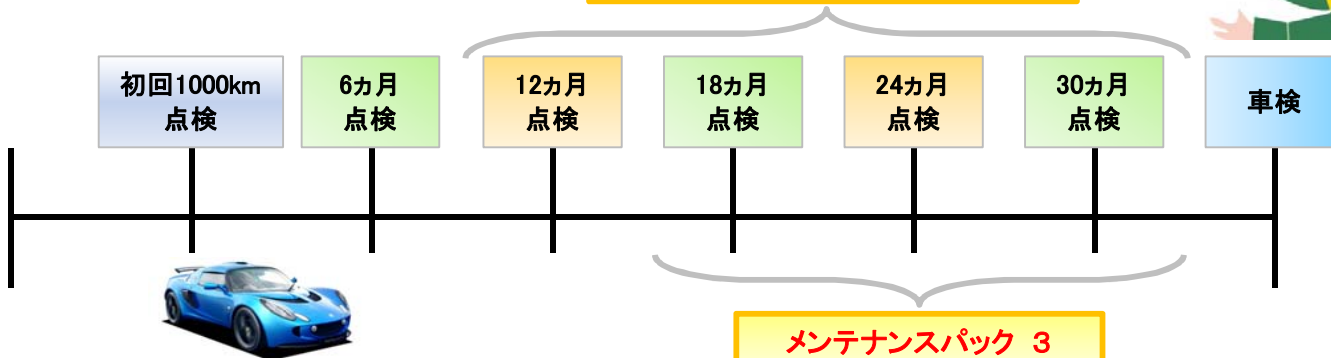 初回1000km
点検
6ヵ月
点検
12ヵ月
点検
18ヵ月
点検
24ヵ月
点検
30ヵ月
点検
車検
メンテナンスパック 3